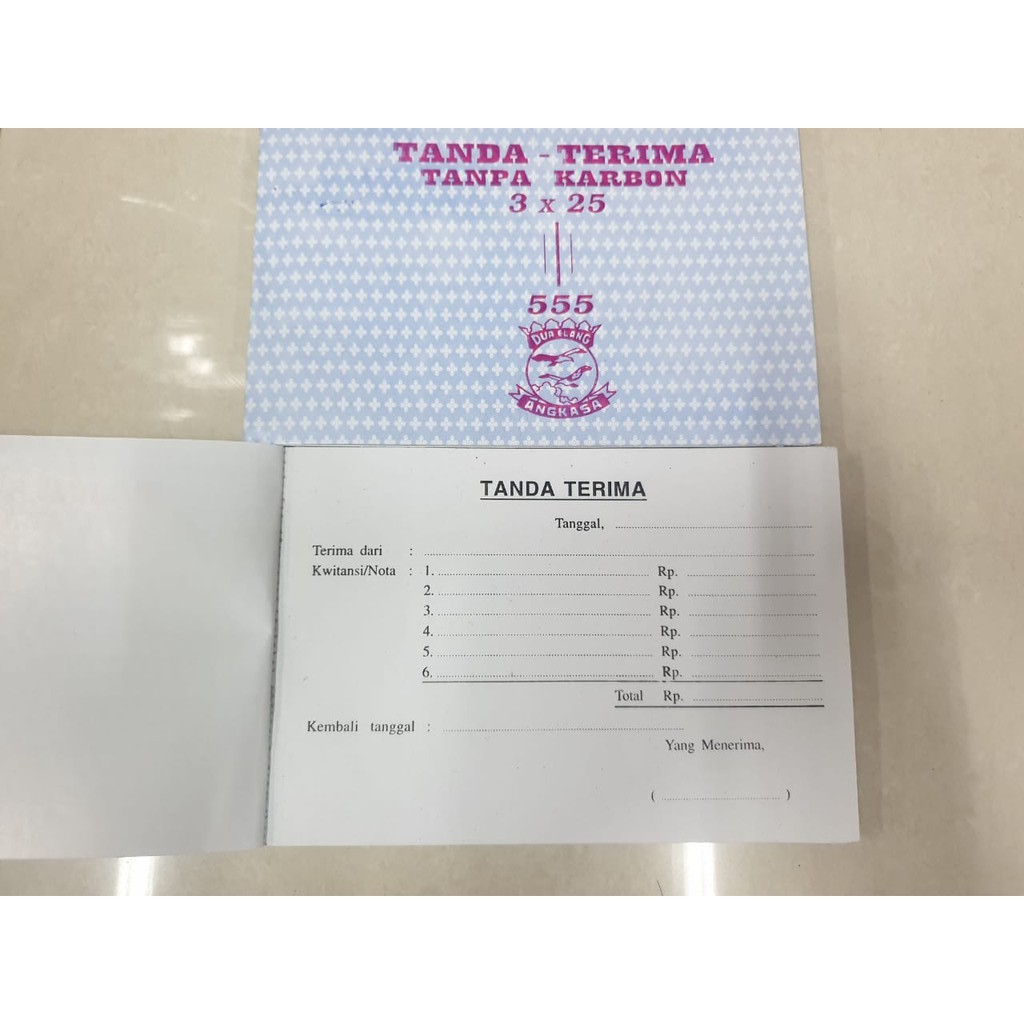 TANDA - TERIMA
TANPA KARBON
3 x 25
555
DUA ELANG
ANGKASA
TANDA TERIMA
Tanggal, ..........
Terima dari : ..........
Kwitansi/Nota : 1. .......... Rp. ..........
2. .......... Rp. ..........
3. .......... Rp. ..........
4. .......... Rp. ..........
5. .......... Rp. ..........
6. .......... Rp. ..........
Total Rp. ..........
Kembali tanggal : ..........
Yang Menerima,
( .......... )